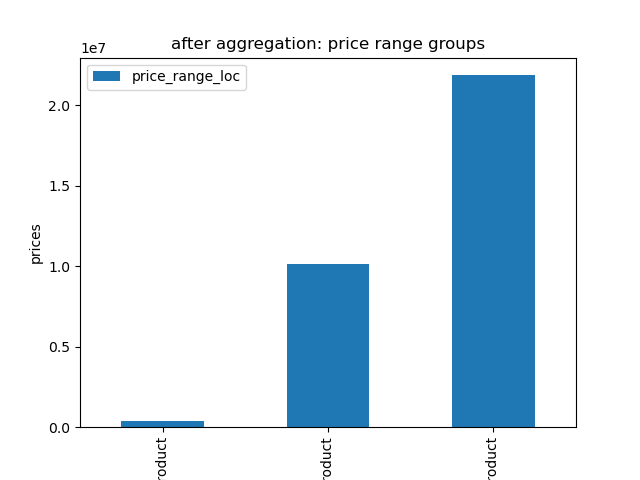 after aggregation: price range groups
1e7
price_range_loc
prices
2.0
1.5
1.0
0.5
0.0
roduct
roduct
roduct